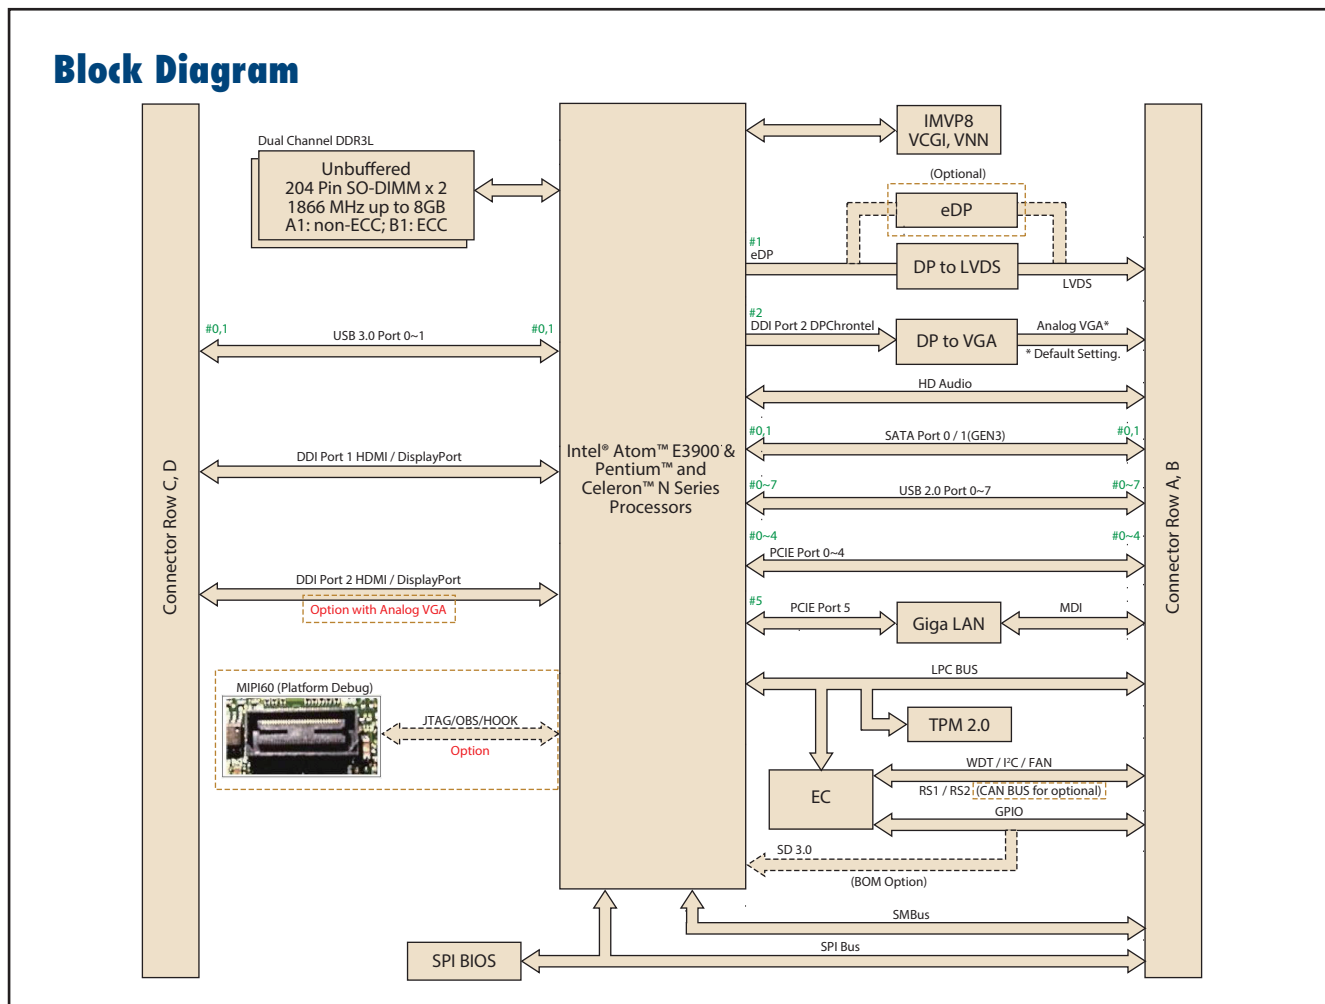 Block Diagram
Dual Channel DDR3L
Unbuffered
204 Pin SO-DIMM x 2
1866 MHz up to 8GB
A1: non-ECC; B1: ECC
IMVP8
VCGI, VNN
(Optional)
eDP
#1
eDP
DP to LVDS
LVDS
#0,1
USB 3.0 Port 0~1
#0,1
#2
DDI Port 2 DPChrontel
DP to VGA
Analog VGA*
* Default Setting.
HD Audio
#0,1
SATA Port 0 / 1(GEN3)
#0,1
DDI Port 1 HDMI / DisplayPort
Intel® Atom™ E3900 &
Pentium™ and
Celeron™ N Series
Processors
#0~7
USB 2.0 Port 0~7
#0~7
#0~4
PCIE Port 0~4
#0~4
Connector Row C, D
Connector Row A, B
DDI Port 2 HDMI / DisplayPort
Option with Analog VGA
#5
PCIE Port 5
Giga LAN
MDI
LPC BUS
TPM 2.0
MIPI60 (Platform Debug)
JTAG/OBS/HOOK
Option
EC
WDT / I²C / FAN
RS1 / RS2 (CAN BUS for optional)
GPIO
SD 3.0
(BOM Option)
SMBus
SPI Bus
SPI BIOS